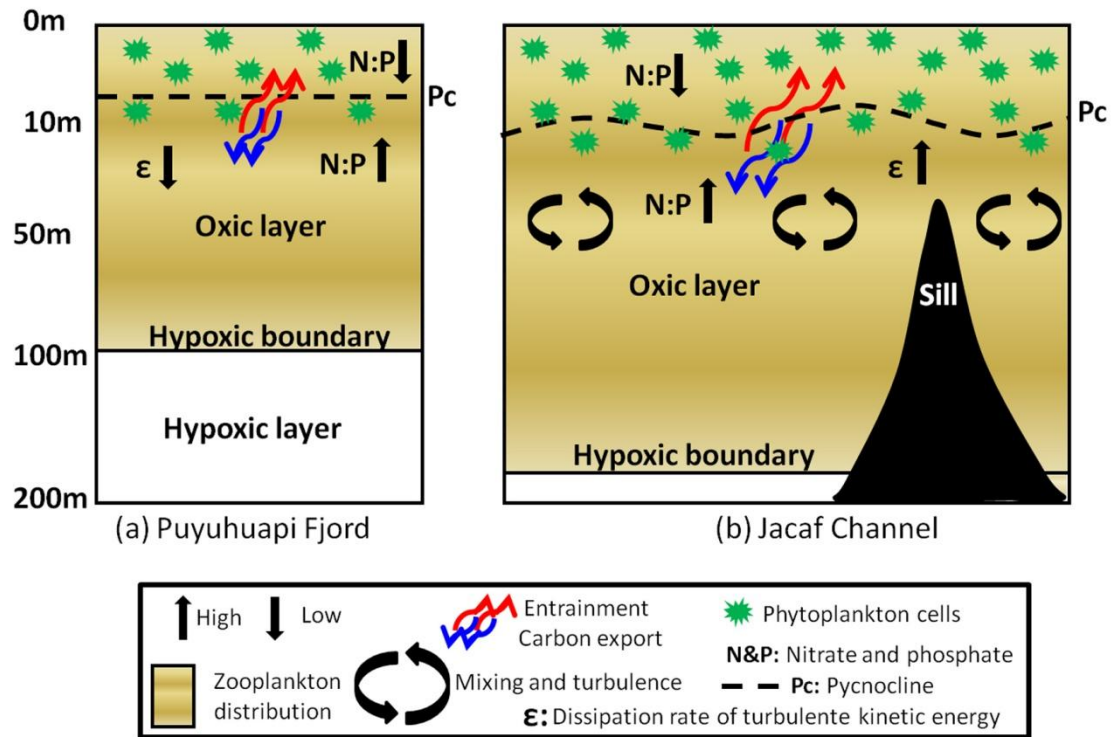 0m
10m
50m
100m
200m
N:P
Pc
ε
N:P
Oxic layer
Hypoxic boundary
Hypoxic layer
(a) Puyuhuapi Fjord
N:P
Pc
ε
N:P
Oxic layer
Sill
Hypoxic boundary
(b) Jacaf Channel
High
Low
Entrainment
Carbon export
Phytoplankton cells
N&P: Nitrate and phosphate
Zooplankton
distribution
Mixing and turbulence
Pc: Pycnocline
ε: Dissipation rate of turbulente kinetic energy